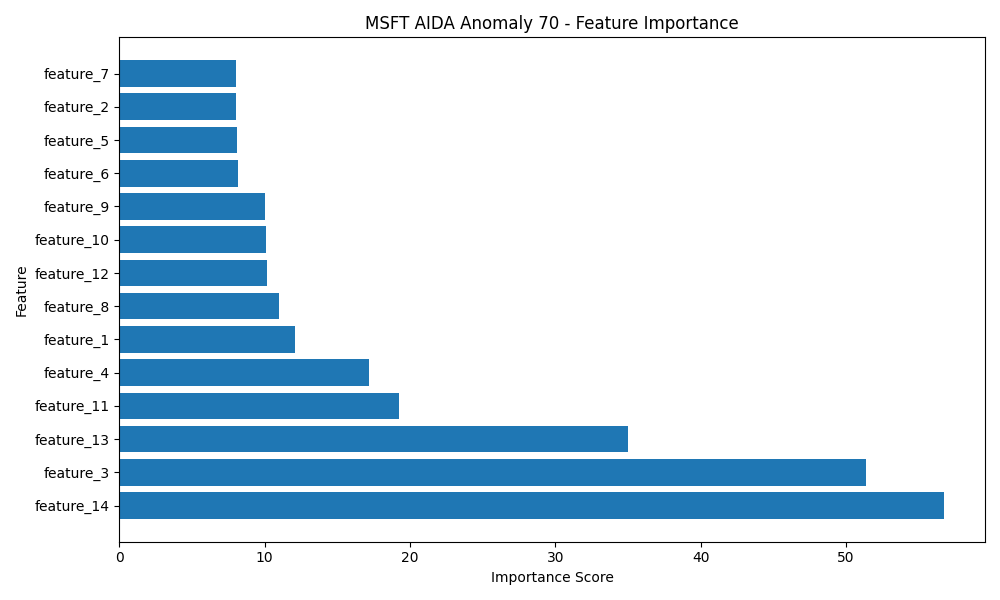 MSFT AIDA Anomaly 70 - Feature Importance
feature_7
feature_2
feature_5
feature_6
feature_9
feature_10
feature_12
feature_8
feature_1
feature_4
feature_11
feature_13
feature_3
feature_14
Feature
0 10 20 30 40 50
Importance Score